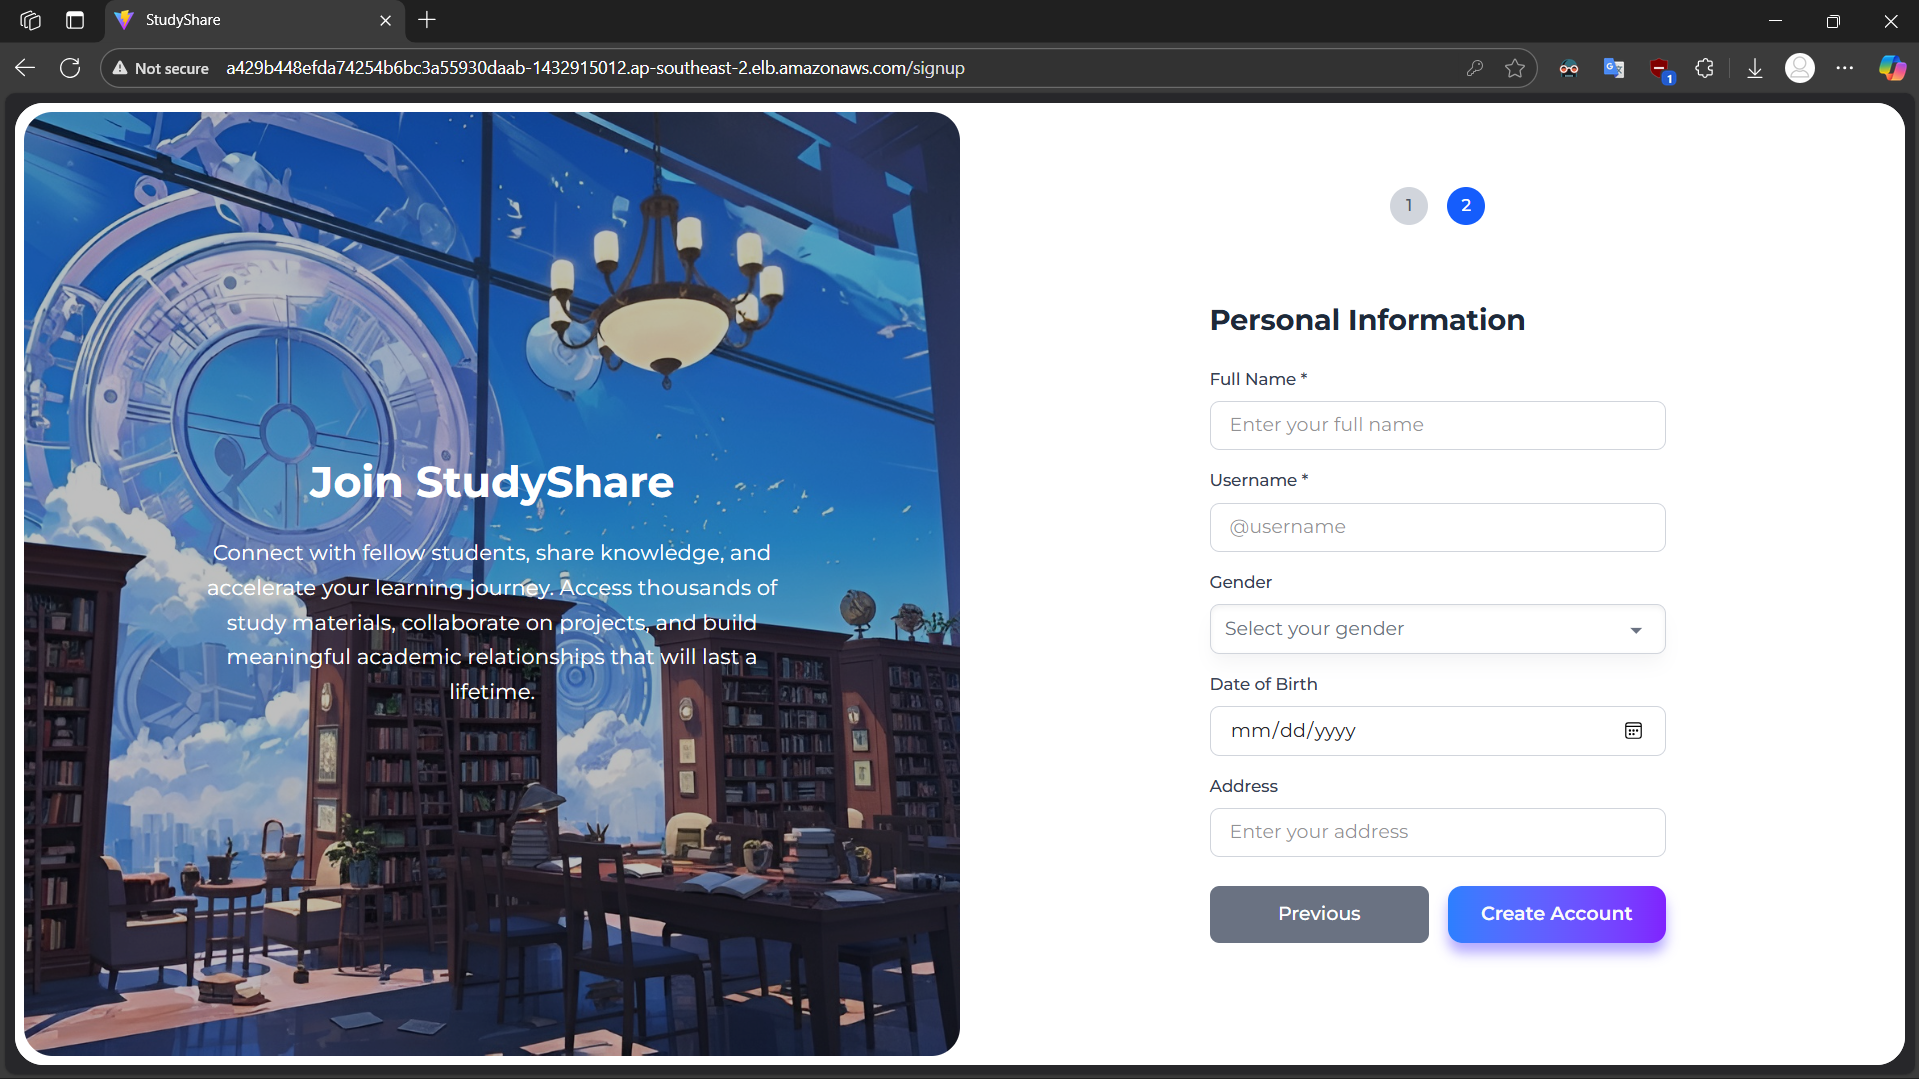 StudyShare
Not secure
a429b448efda74254b6bc3a55930daab-1432915012.ap-southeast-2.elb.amazonaws.com/signup
1
Join StudyShare
Connect with fellow students, share knowledge, and
accelerate your learning journey. Access thousands of
study materials, collaborate on projects, and build
meaningful academic relationships that will last a
lifetime.
1
2
Personal Information
Full Name *
Enter your full name
Username *
@username
Gender
Select your gender
Date of Birth
mm/dd/yyyy
Address
Enter your address
Previous
Create Account